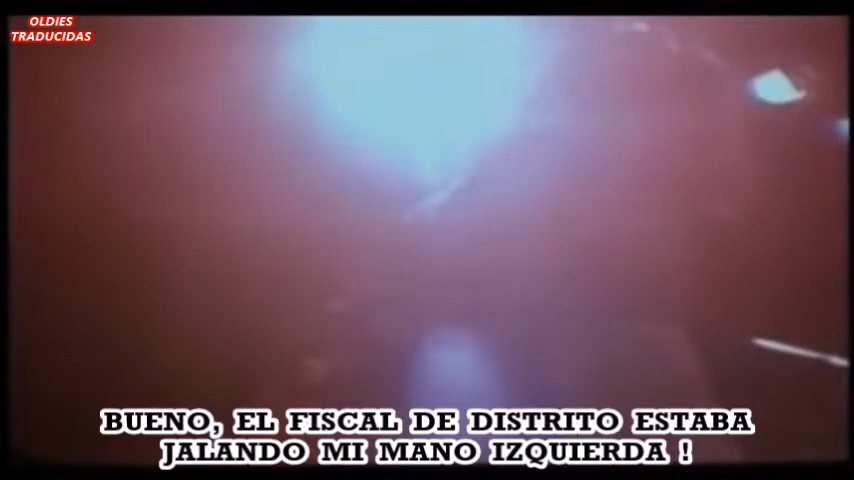 OLDIES
TRADUCIDAS
BUENO, EL FISCAL DE DISTRITO ESTABA
JALANDO MI MANO IZQUIERDA !